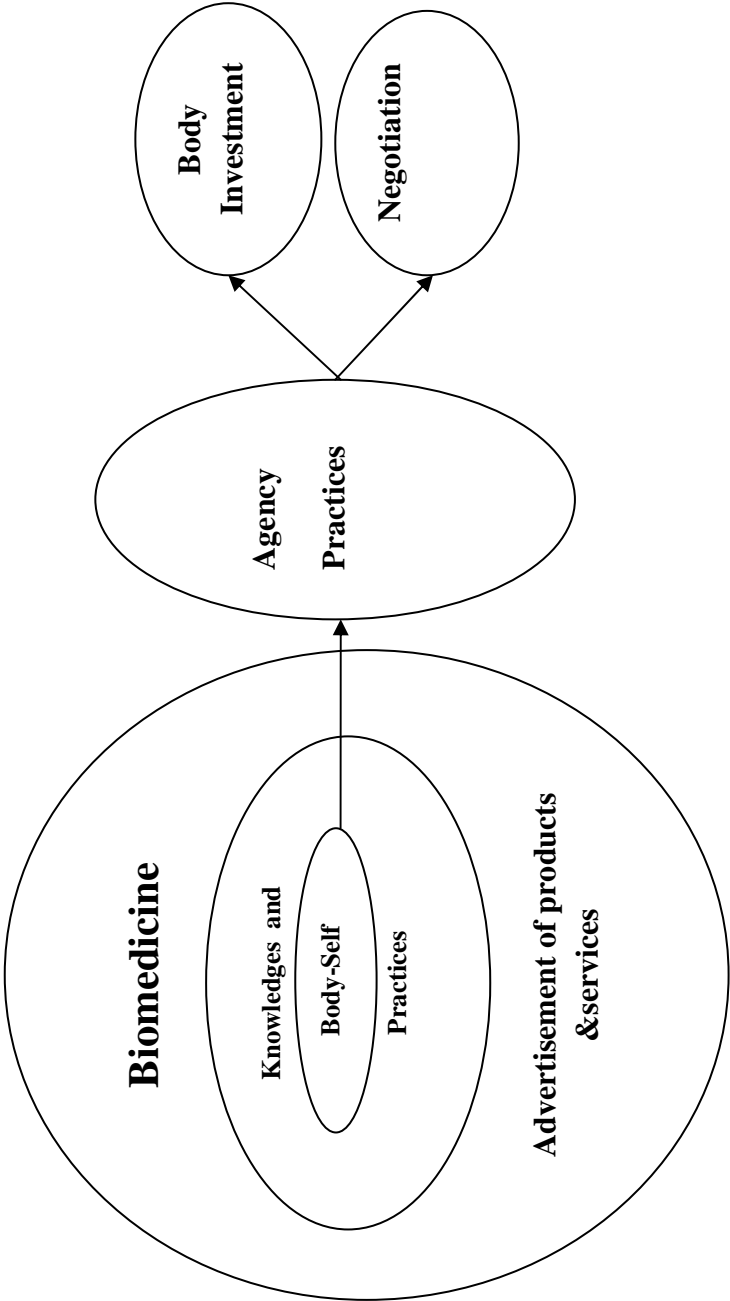 Biomedicine
Knowledges and
Body-Self
Practices
Advertisement of products
&services
Agency
Practices
Body
Investment
Negotiation